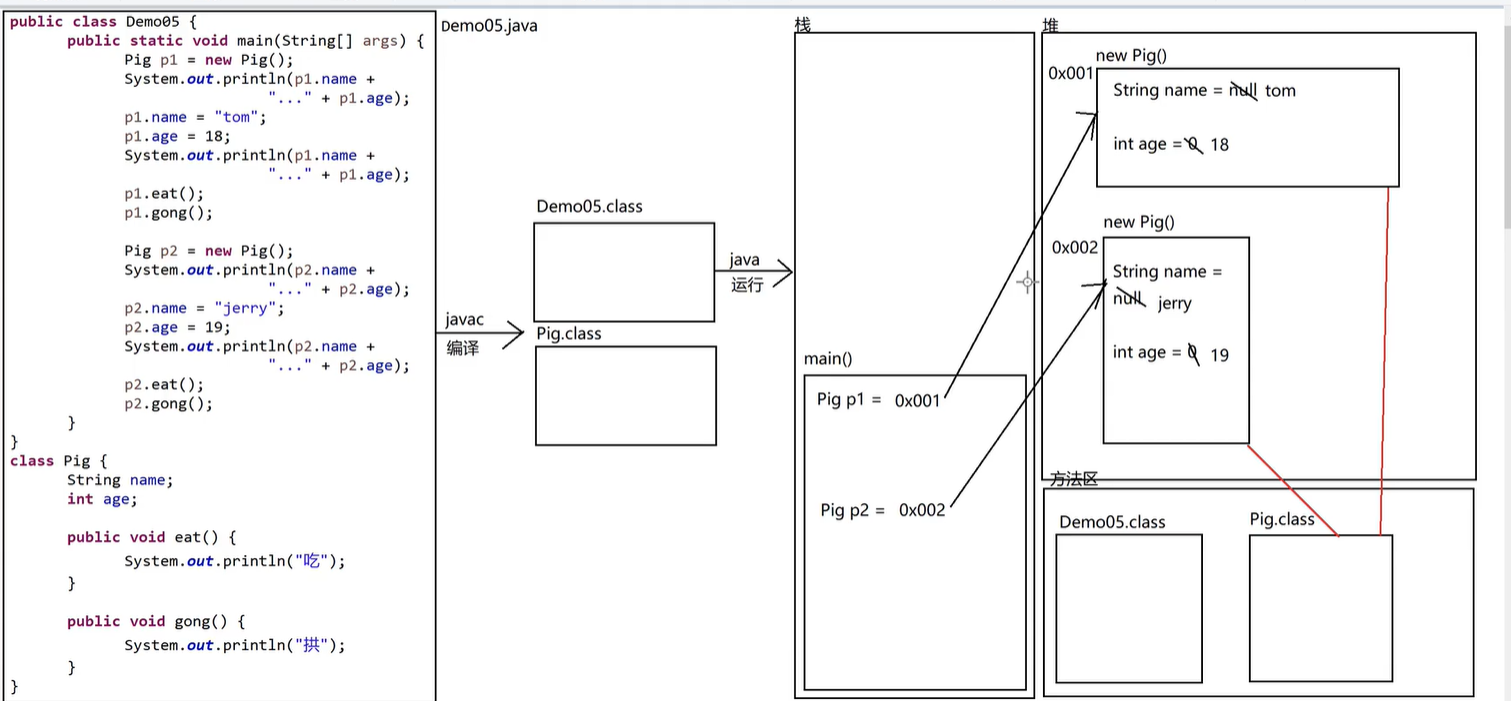 public class Demo05 {
public static void main(String[] args) {
Pig p1 = new Pig();
System.out.println(p1.name +
"..." + p1.age);
p1.name = "tom";
p1.age = 18;
System.out.println(p1.name +
"..." + p1.age);
p1.eat();
p1.gong();
Pig p2 = new Pig();
System.out.println(p2.name +
"..." + p2.age);
p2.name = "jerry";
p2.age = 19;
System.out.println(p2.name +
"..." + p2.age);
p2.eat();
p2.gong();
}
}
class Pig {
String name;
int age;
public void eat() {
System.out.println("吃");
}
public void gong() {
System.out.println("拱");
}
}
Demo05.java
javac
编译
Demo05.class
Pig.class
java
运行
栈
main()
Pig p1 = 0x001
Pig p2 = 0x002
堆
new Pig()
0x001
String name = null tom
int age = 0 18
new Pig()
0x002
String name =
null jerry
int age = 0 19
方法区
Demo05.class
Pig.class